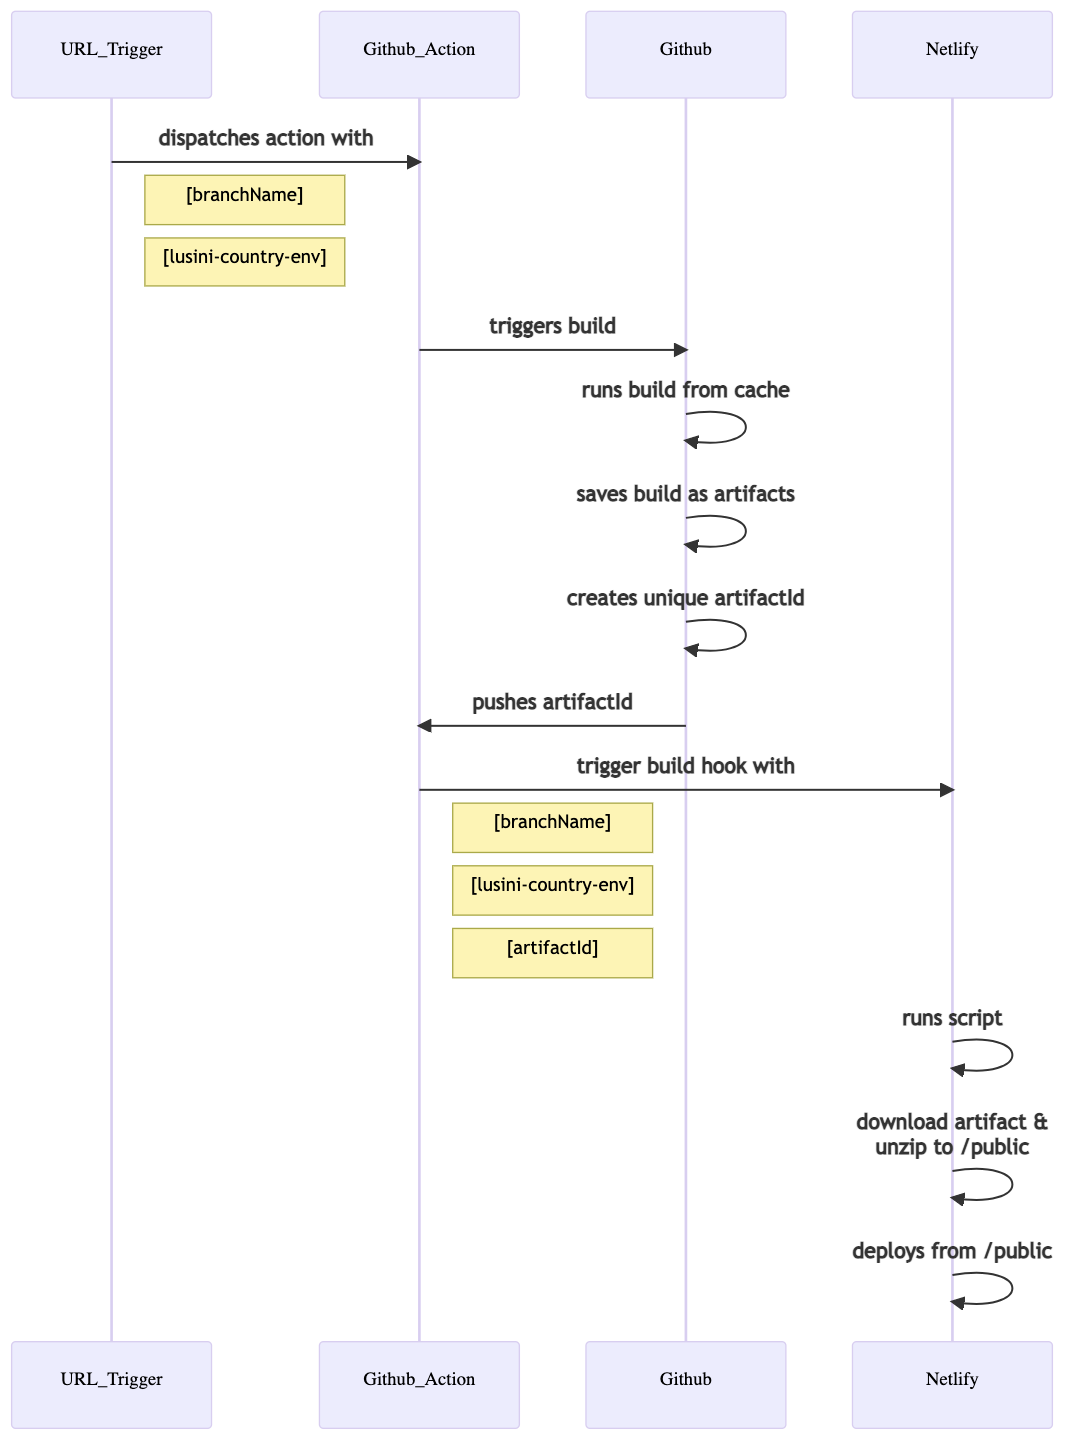 URL_Trigger
Github_Action
Github
Netlify
dispatches action with
[branchName]
[lusini-country-env]
triggers build
runs build from cache
saves build as artifacts
creates unique artifactId
pushes artifactId
trigger build hook with
[branchName]
[lusini-country-env]
[artifactId]
runs script
download artifact &
unzip to /public
deploys from /public
URL_Trigger
Github_Action
Github
Netlify